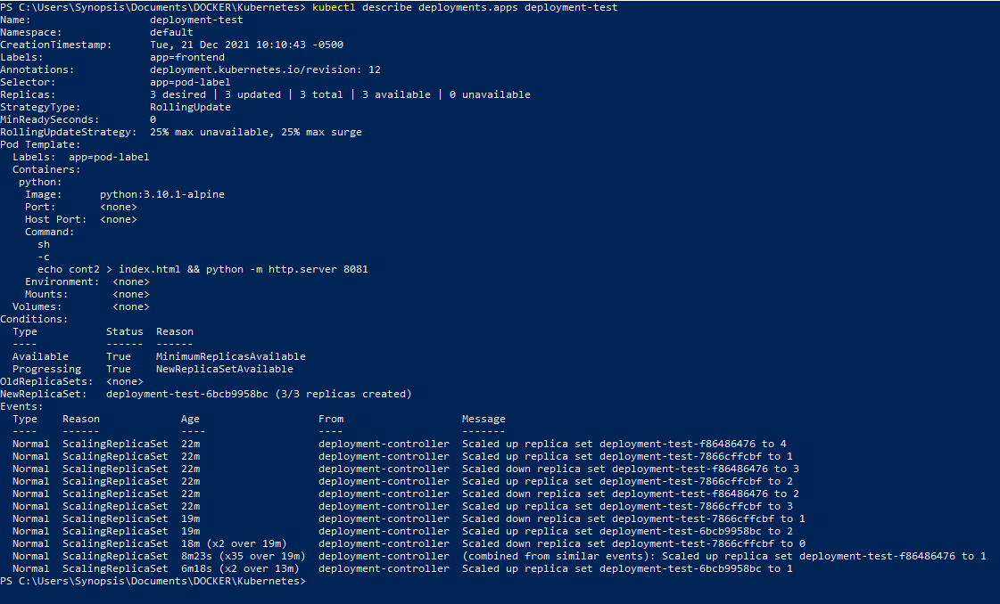 PS C:\Users\Synopsis\Documents\DOCKER\Kubernetes> kubectl describe deployments.apps deployment-test
Name:                   deployment-test
Namespace:              default
CreationTimestamp:      Tue, 21 Dec 2021 10:10:43 -0500
Labels:                 app=frontend
Annotations:            deployment.kubernetes.io/revision: 12
Selector:               app=pod-label
Replicas:               3 desired | 3 updated | 3 total | 3 available | 0 unavailable
StrategyType:           RollingUpdate
MinReadySeconds:        0
RollingUpdateStrategy:  25% max unavailable, 25% max surge
Pod Template:
  Labels:  app=pod-label
  Containers:
   python:
    Image:      python:3.10.1-alpine
    Port:       <none>
    Host Port:  <none>
    Command:
      sh
      -c
      echo cont2 > index.html && python -m http.server 8081
    Environment:  <none>
    Mounts:       <none>
  Volumes:        <none>
Conditions:
  Type           Status  Reason
  ----           ------  ------
  Available      True    MinimumReplicasAvailable
  Progressing    True    NewReplicaSetAvailable
OldReplicaSets:  <none>
NewReplicaSet:   deployment-test-6bcb9958bc (3/3 replicas created)
Events:
  Type    Reason             Age                   From                   Message
  ----    ------             ----                  ----                   -------
  Normal  ScalingReplicaSet  22m                   deployment-controller  Scaled up replica set deployment-test-f86486476 to 4
  Normal  ScalingReplicaSet  22m                   deployment-controller  Scaled up replica set deployment-test-7866cffcbf to 1
  Normal  ScalingReplicaSet  22m                   deployment-controller  Scaled down replica set deployment-test-f86486476 to 3
  Normal  ScalingReplicaSet  22m                   deployment-controller  Scaled up replica set deployment-test-7866cffcbf to 2
  Normal  ScalingReplicaSet  22m                   deployment-controller  Scaled down replica set deployment-test-f86486476 to 2
  Normal  ScalingReplicaSet  22m                   deployment-controller  Scaled up replica set deployment-test-7866cffcbf to 3
  Normal  ScalingReplicaSet  19m                   deployment-controller  Scaled down replica set deployment-test-7866cffcbf to 1
  Normal  ScalingReplicaSet  19m                   deployment-controller  Scaled up replica set deployment-test-6bcb9958bc to 2
  Normal  ScalingReplicaSet  18m (x2 over 19m)     deployment-controller  Scaled down replica set deployment-test-7866cffcbf to 0
  Normal  ScalingReplicaSet  8m23s (x35 over 19m)  deployment-controller  (combined from similar events): Scaled up replica set deployment-test-f86486476 to 1
  Normal  ScalingReplicaSet  6m18s (x2 over 13m)   deployment-controller  Scaled up replica set deployment-test-6bcb9958bc to 1
PS C:\Users\Synopsis\Documents\DOCKER\Kubernetes>